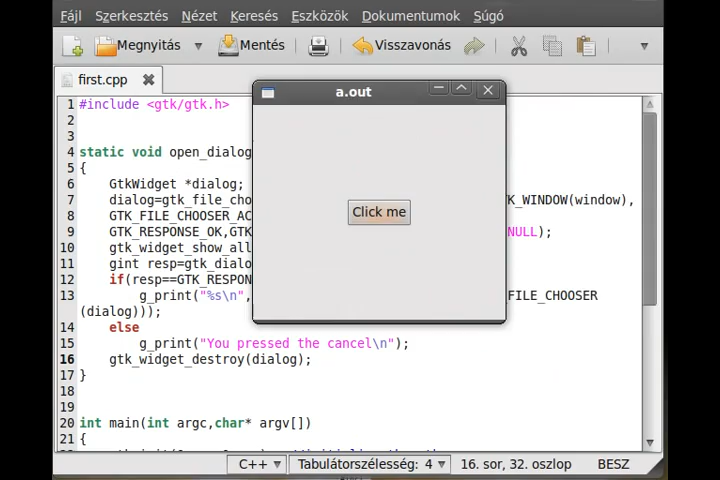 Fájl Szerkesztés Nézet Keresés Eszközök Dokumentumok Súgó
Megnyitás Mentés Visszavonás
first.cpp
a.out
Click me
1 #include <gtk/gtk.h>
2
3
4 static void open_dialog
5 {
6 GtkWidget *dialog;
7 dialog=gtk_file_cho K_WINDOW(window),
8 GTK_FILE_CHOOSER_AC
9 GTK_RESPONSE_OK,GTK NULL);
10 gtk_widget_show_all
11 gint resp=gtk_dialo
12 if(resp==GTK_RESPON
13 g_print("%s\n", FILE_CHOOSER
(dialog)));
14 else
15 g_print("You pressed the cancel\n");
16 gtk_widget_destroy(dialog);
17 }
18
19
20 int main(int argc,char* argv[])
21 {
C++ Tabulátorszélesség: 4 16. sor, 32. oszlop BESZ